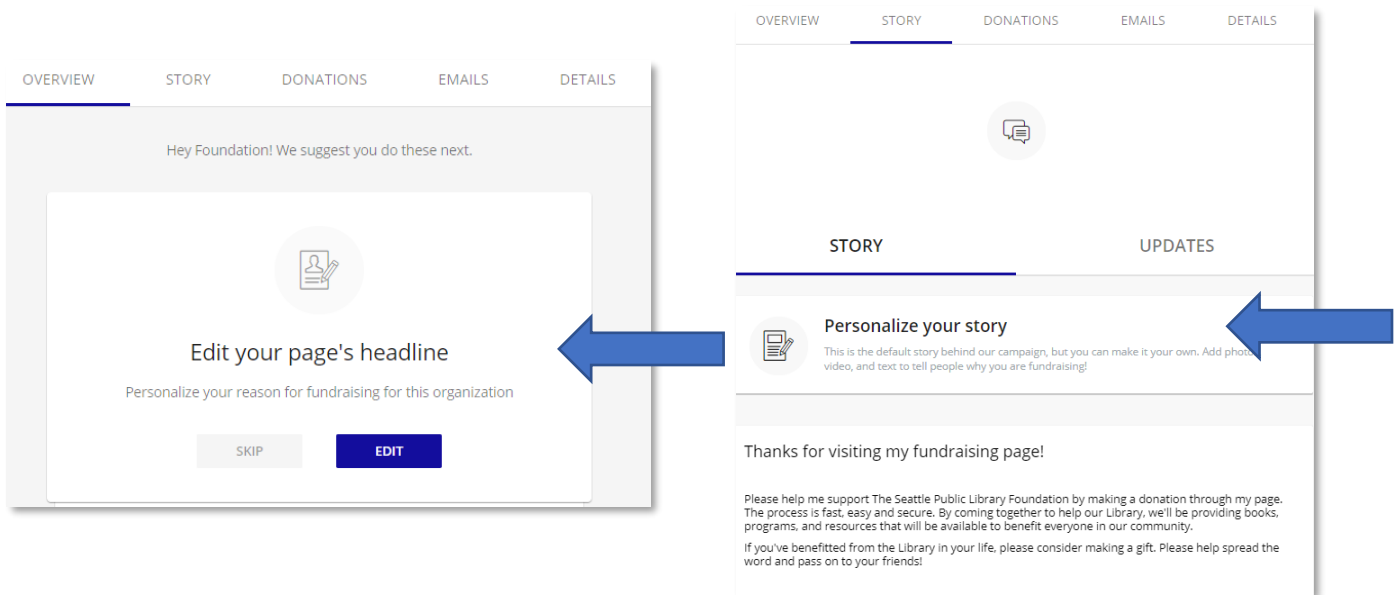 OVERVIEW STORY DONATIONS EMAILS DETAILS
Hey Foundation! We suggest you do these next.
Edit your page's headline
Personalize your reason for fundraising for this organization
SKIP EDIT
OVERVIEW STORY DONATIONS EMAILS DETAILS
STORY UPDATES
Personalize your story
This is the default story behind our campaign, but you can make it your own. Add
video, and text to tell people why you are fundraising!
Thanks for visiting my fundraising page!
Please help me support The Seattle Public Library Foundation by making a donation through my page.
The process is fast, easy and secure. By coming together to help our Library, we'll be providing books,
programs, and resources that will be available to benefit everyone in our community.
If you've benefitted from the Library in your life, please consider making a gift. Please help spread the
word and pass on to your friends!